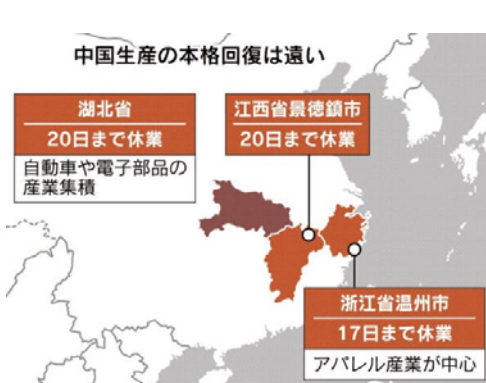 中国生産の本格回復は遠い
湖北省
20日まで休業
自動車や電子部品の
産業集積
江西省景徳鎮市
20日まで休業
浙江省温州市
17日まで休業
アパレル産業が中心